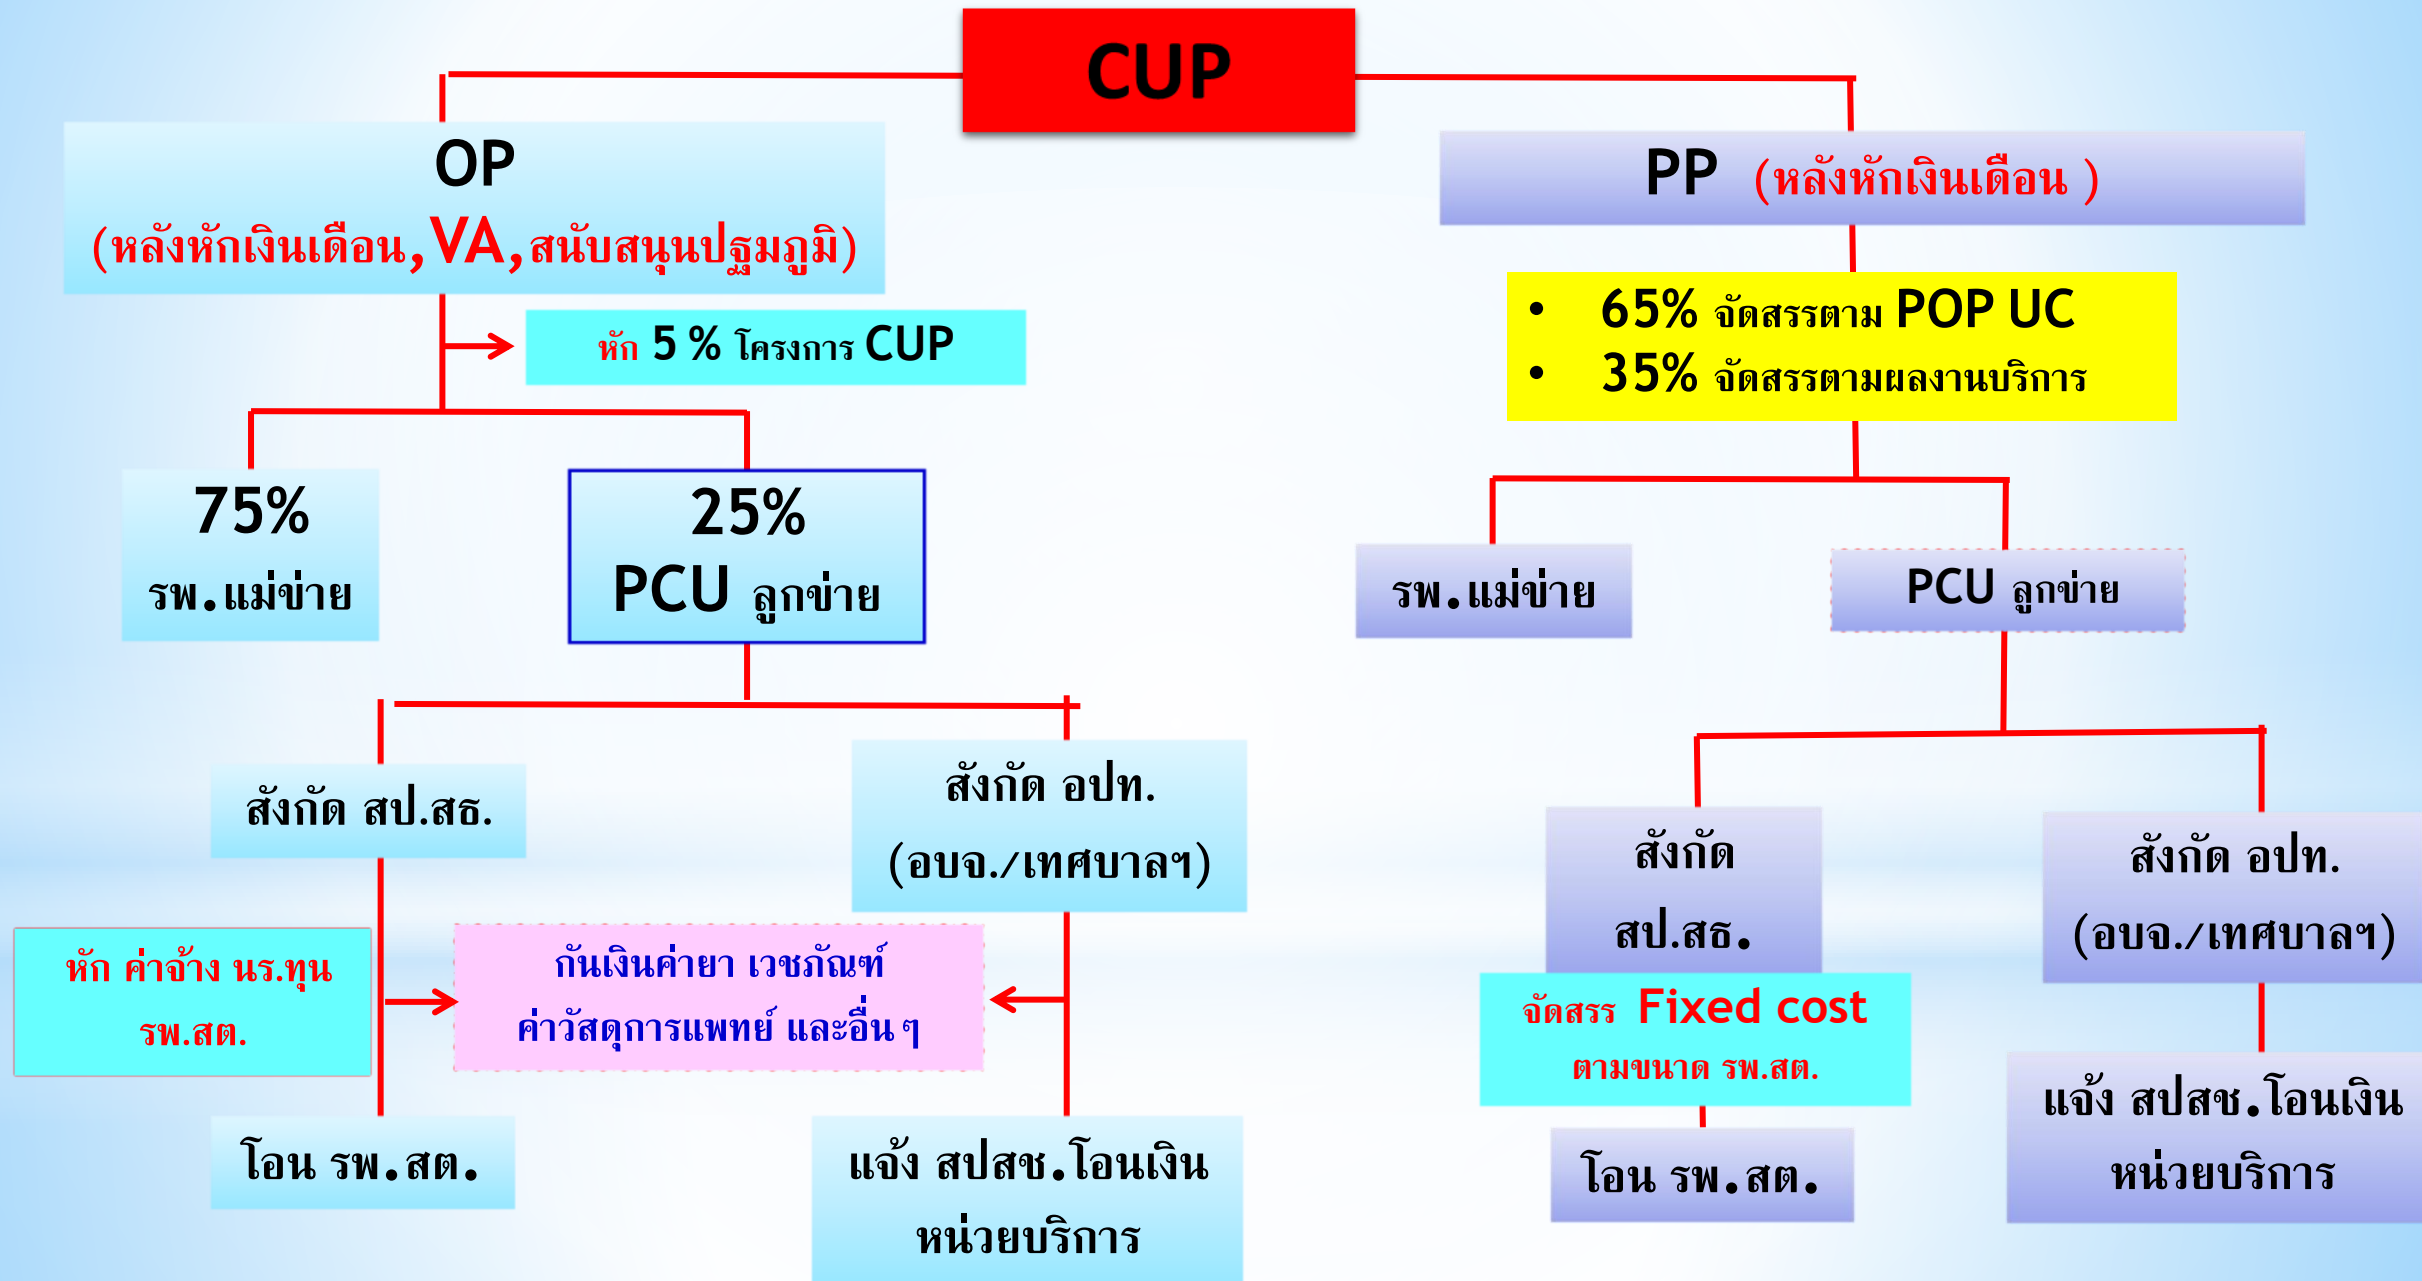 CUP
OP
(หลังหักเงินเดือน,VA,สนับสนุนปฐมภูมิ)
หัก 5 % โครงการ CUP
75%
รพ.แม่ข่าย
25%
PCU ลูกข่าย
สังกัด สป.สธ.
สังกัด อปท.
(อบจ./เทศบาลฯ)
หัก ค่าจ้าง นร.ทุน
รพ.สต.
กันเงินค่ายา เวชภัณฑ์
ค่าวัสดุการแพทย์ และอื่นๆ
โอน รพ.สต.
แจ้ง สปสช.โอนเงิน
หน่วยบริการ
PP (หลังหักเงินเดือน )
• 65% จัดสรรตาม POP UC
• 35% จัดสรรตามผลงานบริการ
รพ.แม่ข่าย
PCU ลูกข่าย
สังกัด
สป.สธ.
จัดสรร Fixed cost
ตามขนาด รพ.สต.
โอน รพ.สต.
สังกัด อปท.
(อบจ./เทศบาลฯ)
แจ้ง สปสช.โอนเงิน
หน่วยบริการ